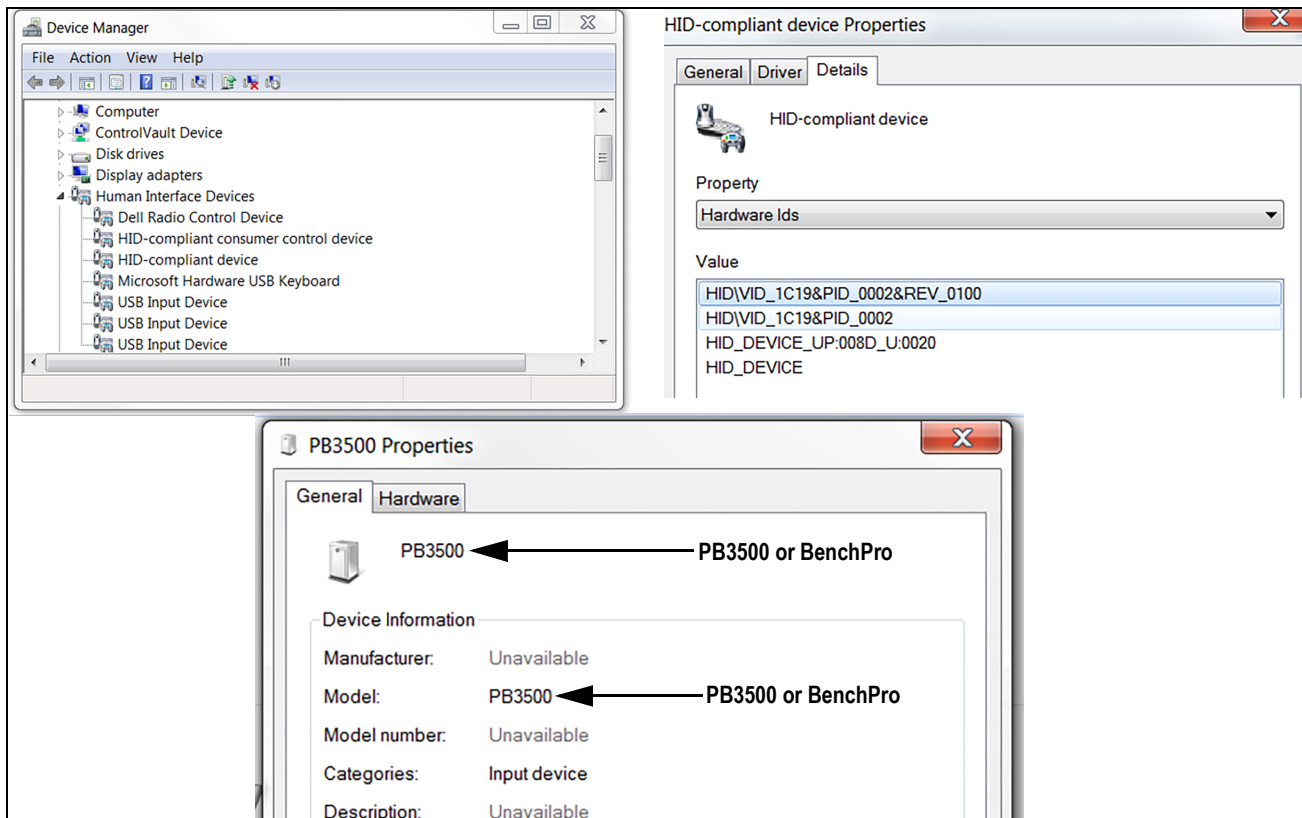 Device Manager
File Action View Help
Computer
ControlVault Device
Disk drives
Display adapters
Human Interface Devices
Dell Radio Control Device
HID-compliant consumer control device
HID-compliant device
Microsoft Hardware USB Keyboard
USB Input Device
USB Input Device
USB Input Device
HID-compliant device Properties
General Driver Details
HID-compliant device
Property
Hardware Ids
Value
HID\VID_1C19&PID_0002&REV_0100
HID\VID_1C19&PID_0002
HID_DEVICE_UP:008D_U:0020
HID_DEVICE
PB3500 Properties
General Hardware
PB3500 PB3500 or BenchPro
Device Information
Manufacturer: Unavailable
Model: PB3500 PB3500 or BenchPro
Model number: Unavailable
Categories: Input device
Description: Unavailable